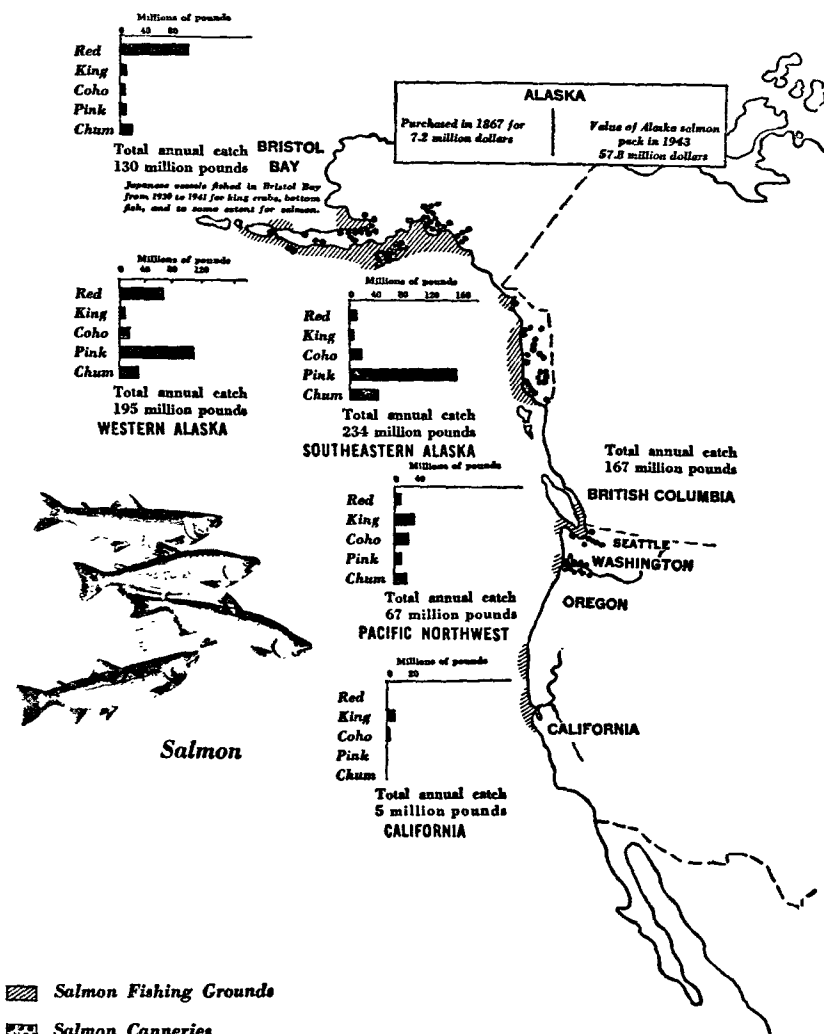 Millions of pounds
0 40 80
Red
King
Coho
Pink
Chum
Total annual catch
130 million pounds
BRISTOL
BAY
Japanese vessels fished in Bristol Bay
from 1930 to 1941 for king crabs, bottom
fish, and to some extent for salmon.
ALASKA
Purchased in 1867 for
7.2 million dollars
Value of Alaska salmon
pack in 1943
57.8 million dollars
Millions of pounds
0 40 80 120
Red
King
Coho
Pink
Chum
Total annual catch
195 million pounds
WESTERN ALASKA
Millions of pounds
0 40 80 120 160
Red
King
Coho
Pink
Chum
Total annual catch
234 million pounds
SOUTHEASTERN ALASKA
Total annual catch
167 million pounds
BRITISH COLUMBIA
Millions of pounds
0 40
Red
King
Coho
Pink
Chum
Total annual catch
67 million pounds
PACIFIC NORTHWEST
SEATTLE
WASHINGTON
OREGON
Millions of pounds
0 20
Red
King
Coho
Pink
Chum
Total annual catch
5 million pounds
CALIFORNIA
CALIFORNIA
Salmon
Salmon Fishing Grounds
Salmon Canneries